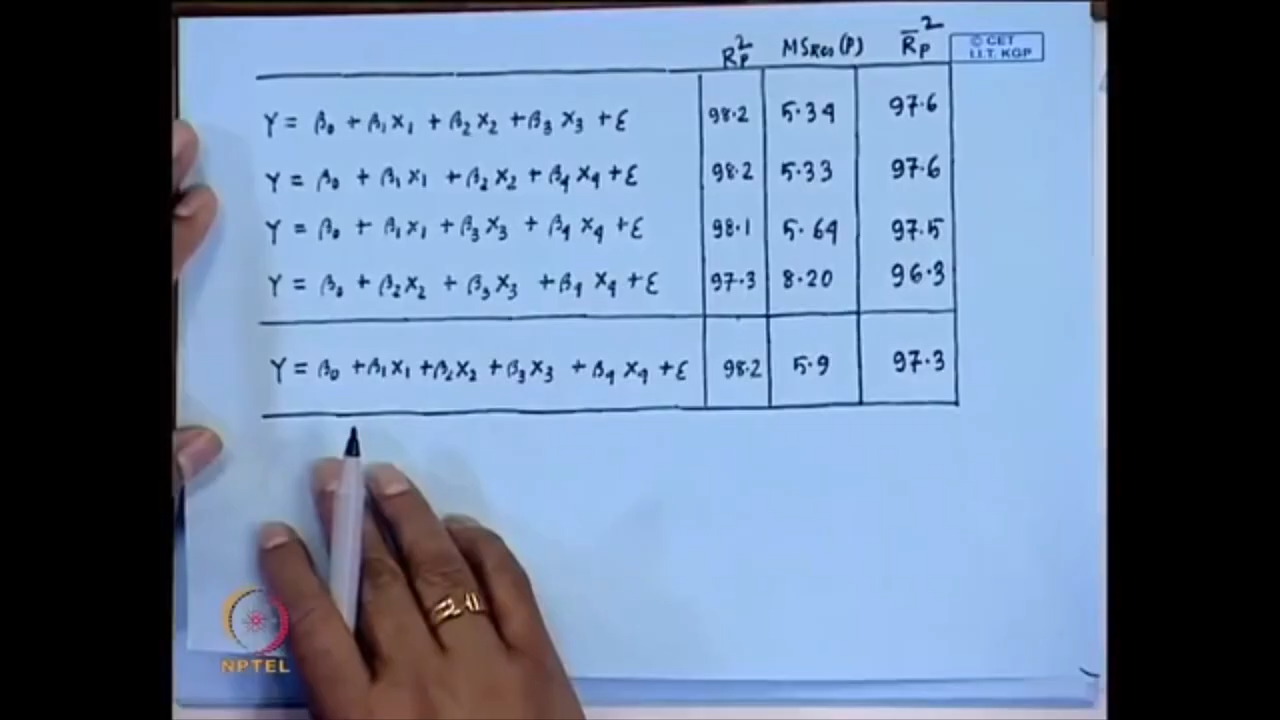 R²p MSRes (P) R̄p²
© CET
I.I.T. KGP
Y = β₀ + β₁X₁ + β₂X₂ + β₃X₃ + ε 98.2 5.34 97.6
Y = β₀ + β₁X₁ + β₂X₂ + β₄X₄ + ε 98.2 5.33 97.6
Y = β₀ + β₁X₁ + β₃X₃ + β₄X₄ + ε 98.1 5.64 97.5
Y = β₀ + β₂X₂ + β₃X₃ + β₄X₄ + ε 97.3 8.20 96.3
Y = β₀ + β₁X₁ + β₂X₂ + β₃X₃ + β₄X₄ + ε 98.2 5.9 97.3
NPTEL